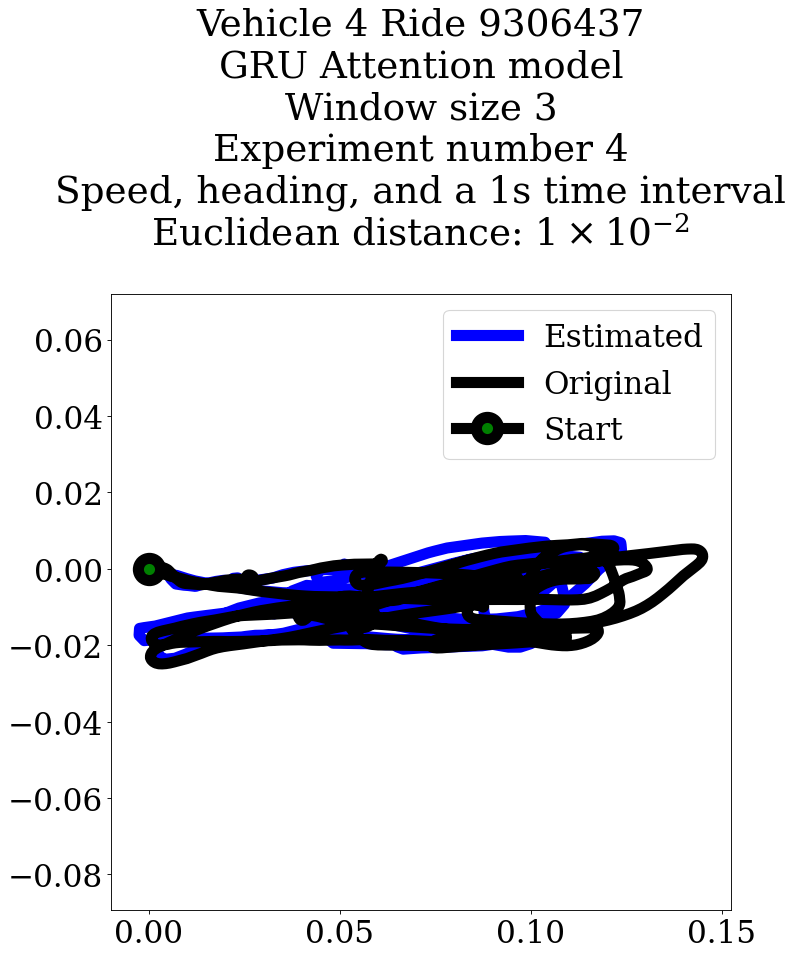 Vehicle 4 Ride 9306437
GRU Attention model
Window size 3
Experiment number 4
Speed, heading, and a 1s time interval
Euclidean distance: 1 × 10⁻²
Estimated
Original
Start
0.06
0.04
0.02
0.00
−0.02
−0.04
−0.06
−0.08
0.00 0.05 0.10 0.15